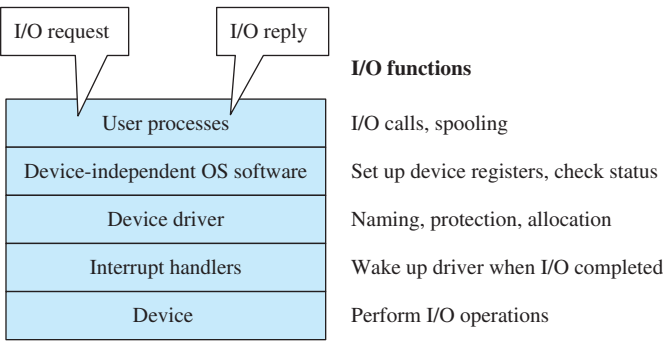 I/O request
I/O reply
I/O functions
User processes
I/O calls, spooling
Device-independent OS software
Set up device registers, check status
Device driver
Naming, protection, allocation
Interrupt handlers
Wake up driver when I/O completed
Device
Perform I/O operations